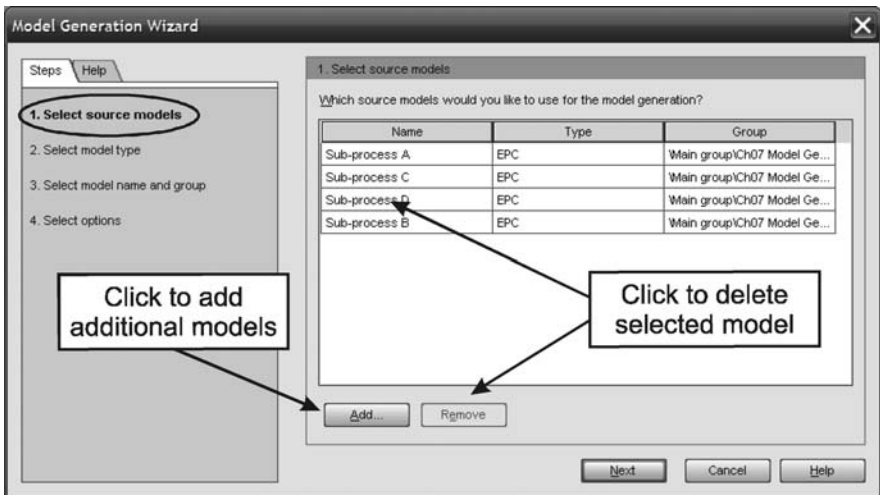 Model Generation Wizard
Steps Help
1. Select source models
2. Select model type
3. Select model name and group
4. Select options
1. Select source models
Which source models would you like to use for the model generation?
Name Type Group
Sub-process A EPC \Main group\Ch07 Model Ge...
Sub-process C EPC \Main group\Ch07 Model Ge...
Sub-process D EPC \Main group\Ch07 Model Ge...
Sub-process B EPC \Main group\Ch07 Model Ge...
Click to add
additional models
Click to delete
selected model
Add... Remove
Next Cancel Help